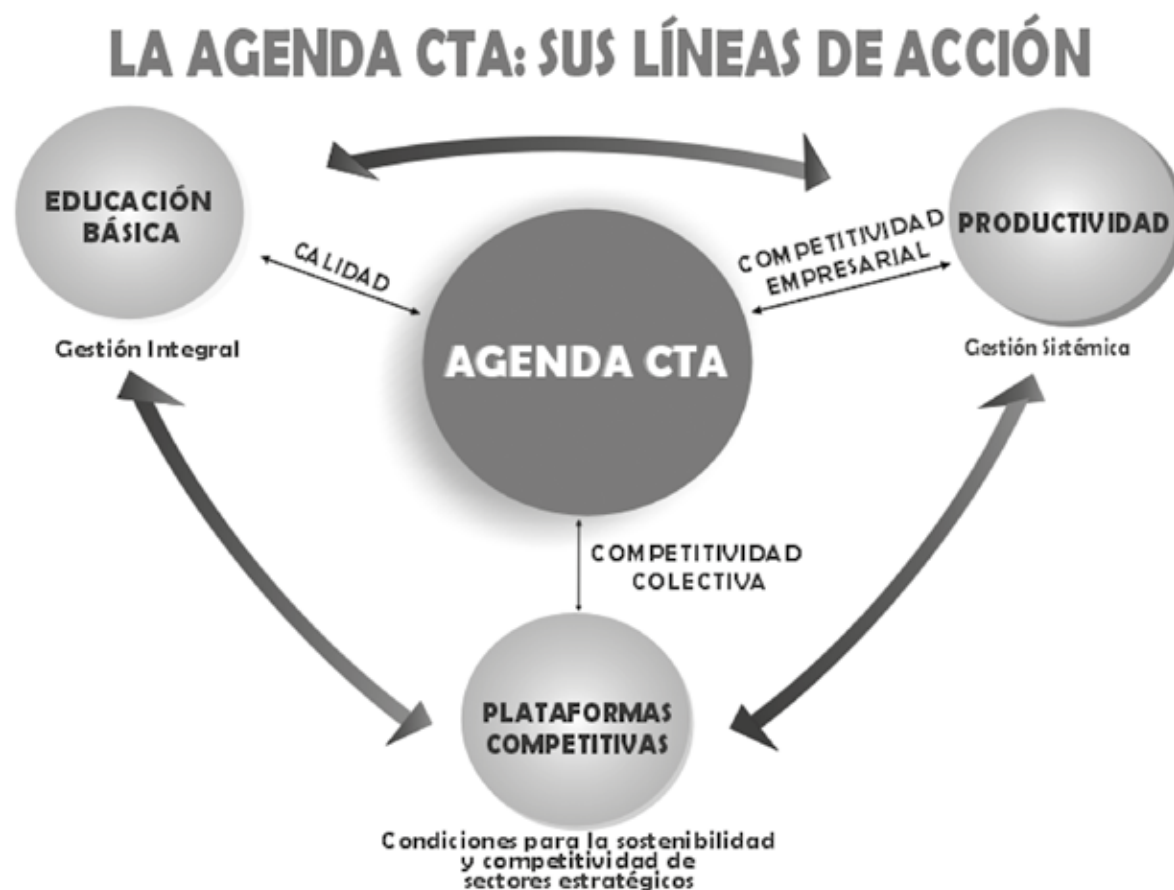 LA AGENDA CTA: SUS LÍNEAS DE ACCIÓN
EDUCACIÓN
BÁSICA
Gestión Integral
CALIDAD
AGENDA CTA
COMPETITIVIDAD
EMPRESARIAL
PRODUCTIVIDAD
Gestión Sistémica
COMPETITIVIDAD
COLECTIVA
PLATAFORMAS
COMPETITIVAS
Condiciones para la sostenibilidad
y competitividad de
sectores estratégicos